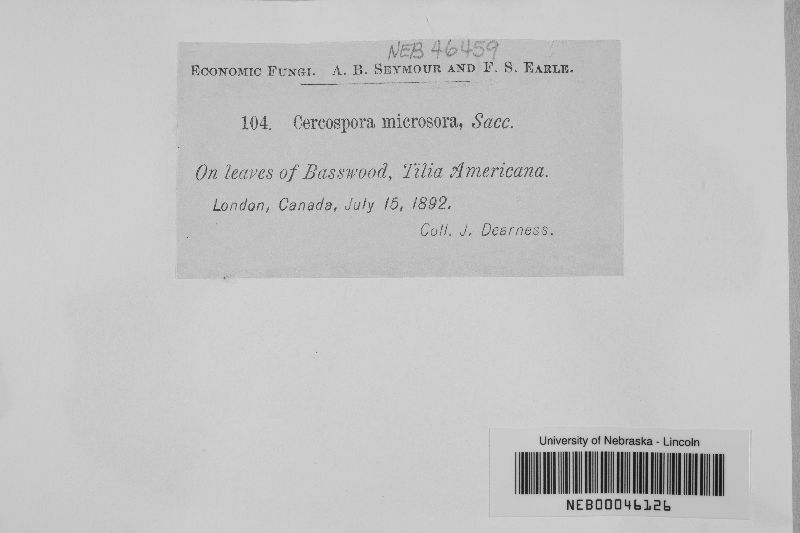 NEB 46459
ECONOMIC FUNGI. A. B. SEYMOUR AND F. S. EARLE.
104. Cercospora microsora, Sacc.
On leaves of Basswood, Tilia Americana.
London, Canada, July 15, 1892.
Coll. J. Dearness.
University of Nebraska - Lincoln
NEB00046126